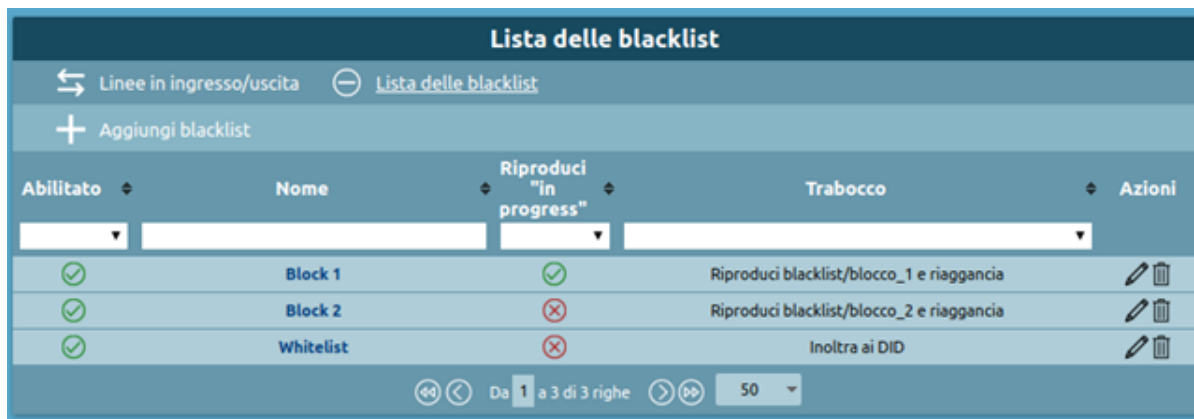 Lista delle blacklist
Linee in ingresso/uscita Lista delle blacklist
Aggiungi blacklist
Abilitato Nome Riproduci "in progress" Trabocco Azioni
Block 1 Riproduci blacklist/blocco_1 e riaggancia
Block 2 Riproduci blacklist/blocco_2 e riaggancia
Whitelist Inoltra ai DID
Da 1 a 3 di 3 righe 50